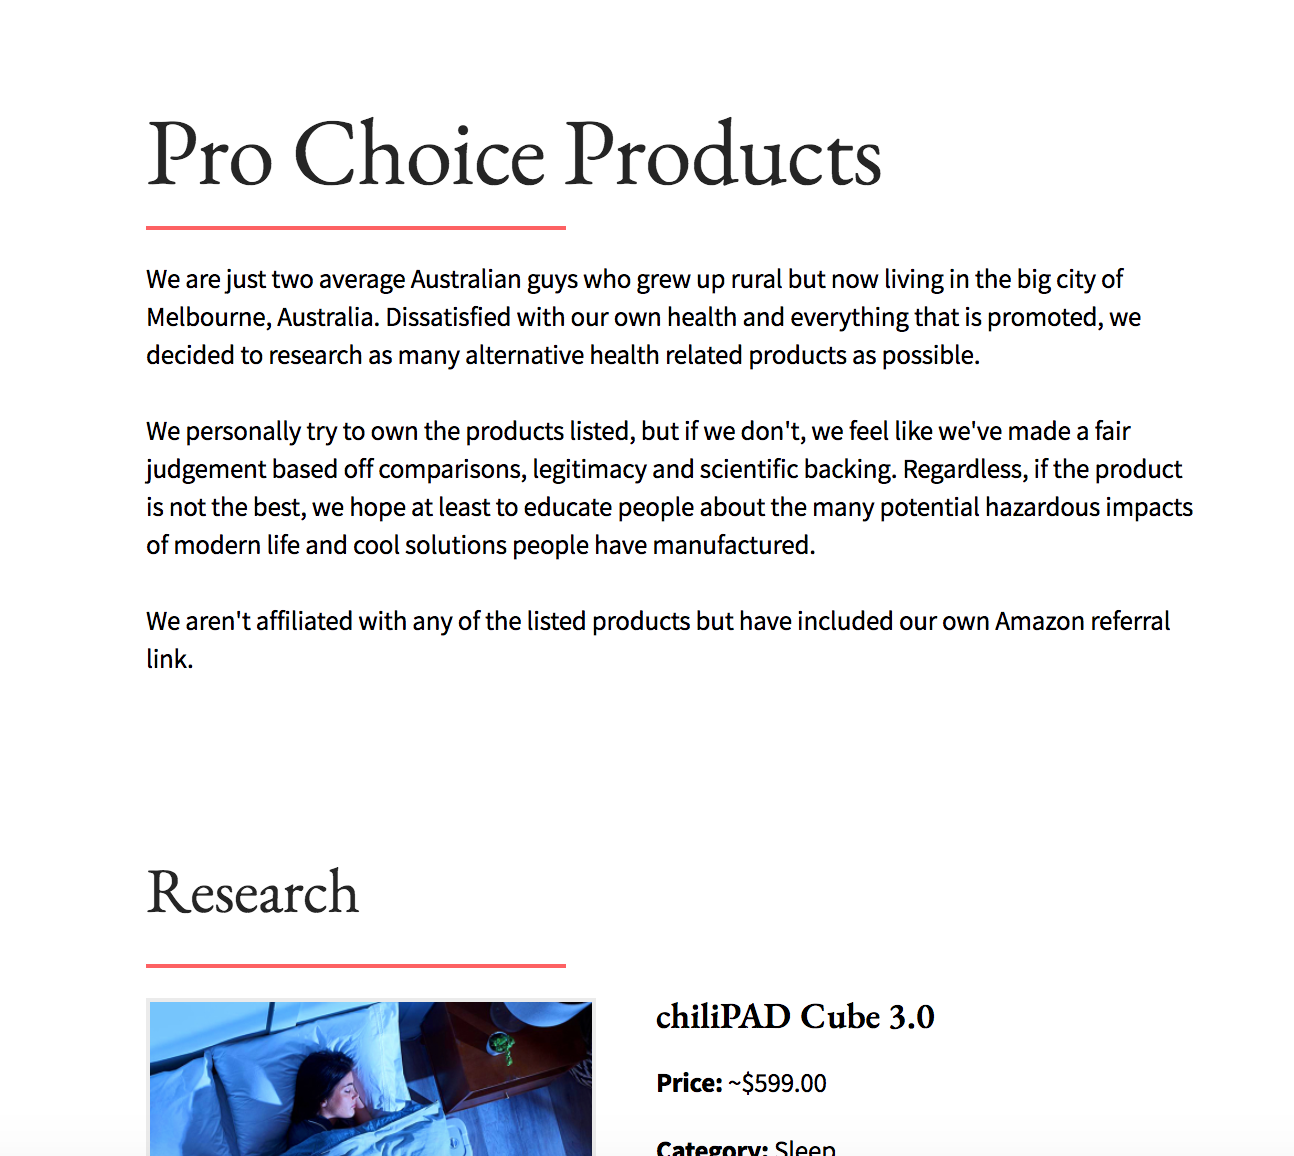 Pro Choice Products
We are just two average Australian guys who grew up rural but now living in the big city of
Melbourne, Australia. Dissatisfied with our own health and everything that is promoted, we
decided to research as many alternative health related products as possible.
We personally try to own the products listed, but if we don't, we feel like we've made a fair
judgement based off comparisons, legitimacy and scientific backing. Regardless, if the product
is not the best, we hope at least to educate people about the many potential hazardous impacts
of modern life and cool solutions people have manufactured.
We aren't affiliated with any of the listed products but have included our own Amazon referral
link.
Research
chiliPAD Cube 3.0
Price: ~$599.00
Category: Sleep